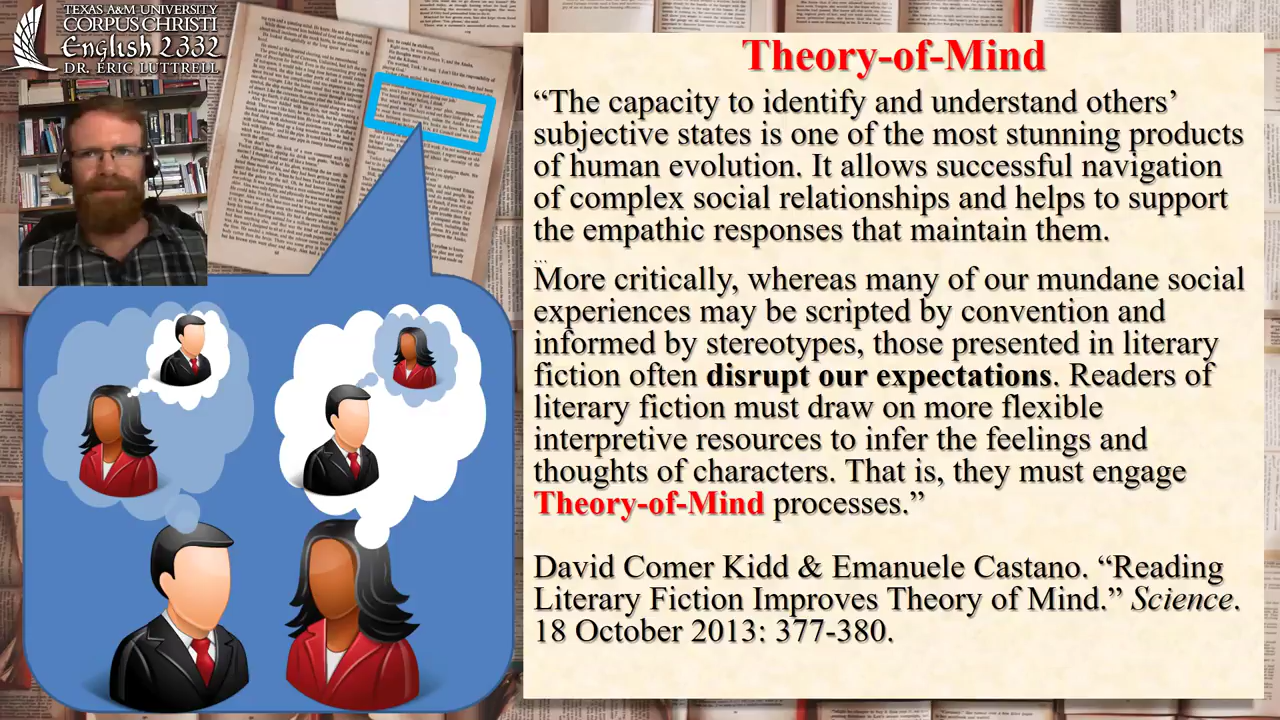 TEXAS A&M UNIVERSITY
CORPUS CHRISTI
English 2332
DR. ERIC LUTTRELL
Theory-of-Mind
“The capacity to identify and understand others’
subjective states is one of the most stunning products
of human evolution. It allows successful navigation
of complex social relationships and helps to support
the empathic responses that maintain them.
...
More critically, whereas many of our mundane social
experiences may be scripted by convention and
informed by stereotypes, those presented in literary
fiction often disrupt our expectations. Readers of
literary fiction must draw on more flexible
interpretive resources to infer the feelings and
thoughts of characters. That is, they must engage
Theory-of-Mind processes.”
David Comer Kidd & Emanuele Castano. “Reading
Literary Fiction Improves Theory of Mind.” Science.
18 October 2013: 377-380.